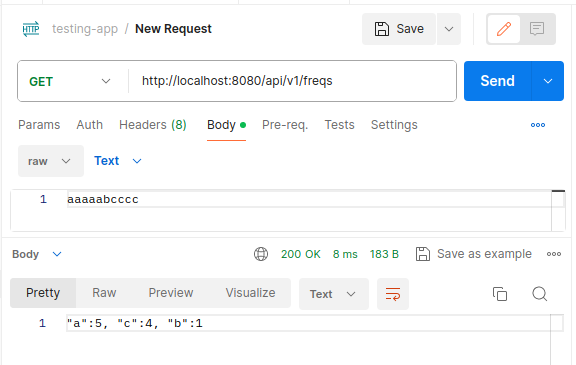 HTTP testing-app / New Request Save
GET http://localhost:8080/api/v1/freqs Send
Params Auth Headers (8) Body Pre-req. Tests Settings
raw Text
1 aaaaabcccc
Body 200 OK 8 ms 183 B Save as example
Pretty Raw Preview Visualize Text
1 "a":5, "c":4, "b":1